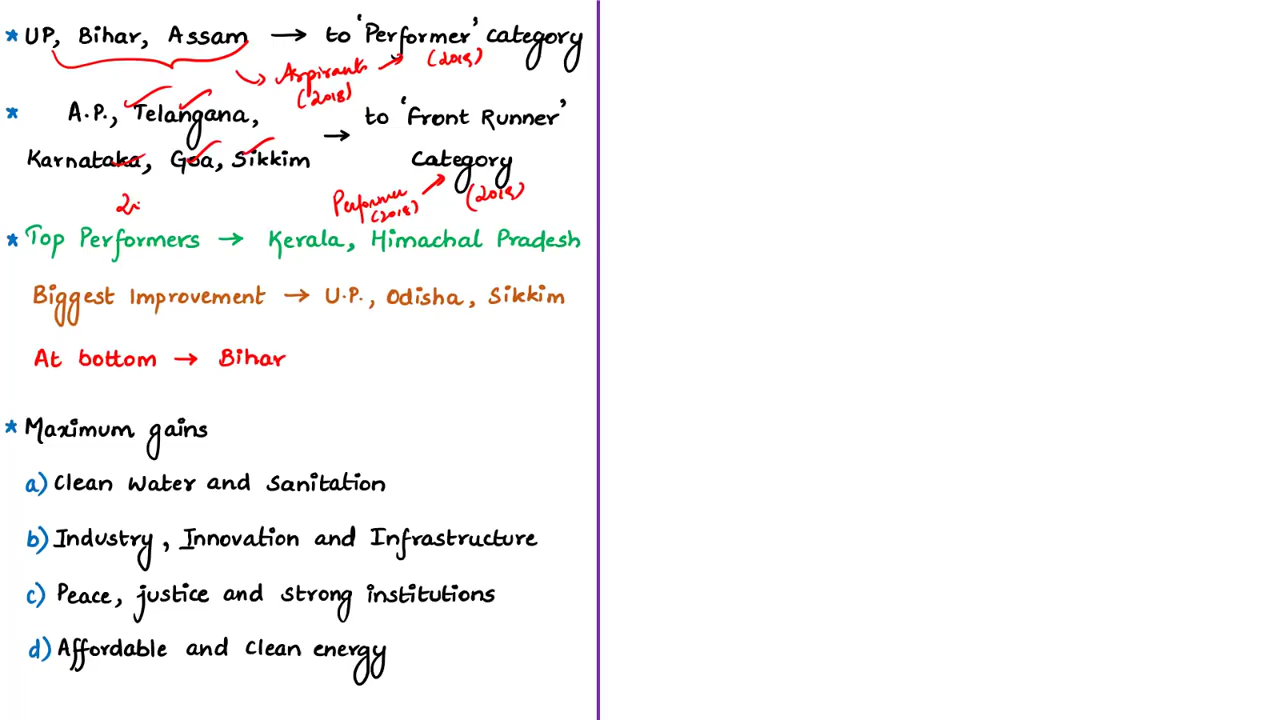 * UP, Bihar, Assam → to 'Performer' category
Aspirant → (2019)
(2018)
* A.P., Telangana,
Karnataka, Goa, Sikkim → to 'Front Runner'
Category
Performer → (2019)
(2018)
* Top Performers → Kerala, Himachal Pradesh
Biggest Improvement → U.P., Odisha, Sikkim
At bottom → Bihar
* Maximum gains
a) Clean Water and Sanitation
b) Industry, Innovation and Infrastructure
c) Peace, justice and strong institutions
d) Affordable and clean energy